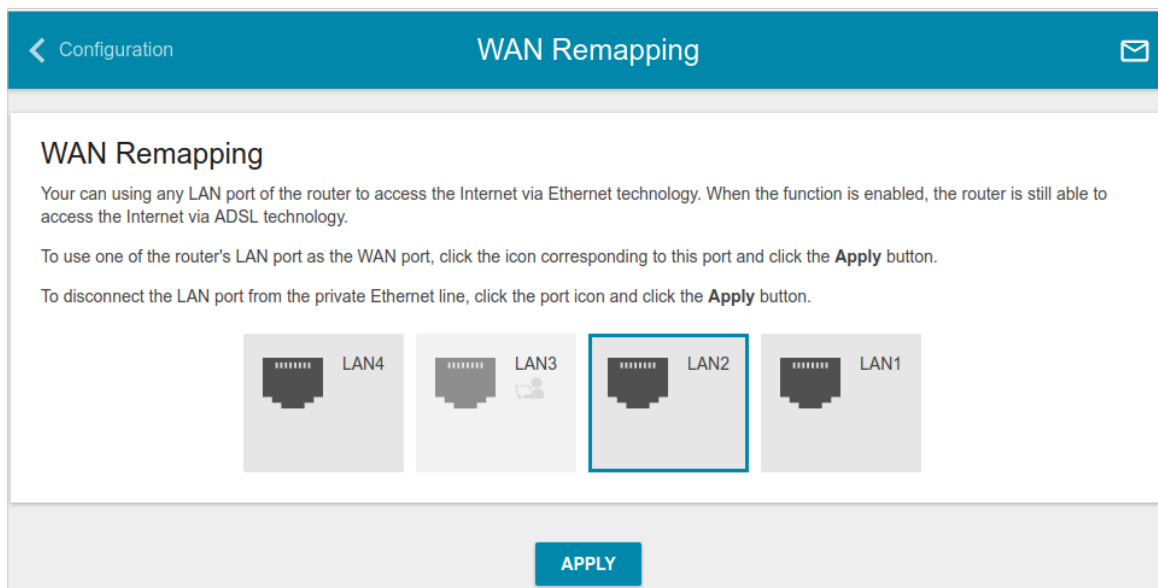 Configuration
WAN Remapping
WAN Remapping
Your can using any LAN port of the router to access the Internet via Ethernet technology. When the function is enabled, the router is still able to
access the Internet via ADSL technology.
To use one of the router's LAN port as the WAN port, click the icon corresponding to this port and click the Apply button.
To disconnect the LAN port from the private Ethernet line, click the port icon and click the Apply button.
LAN4
LAN3
LAN2
LAN1
APPLY